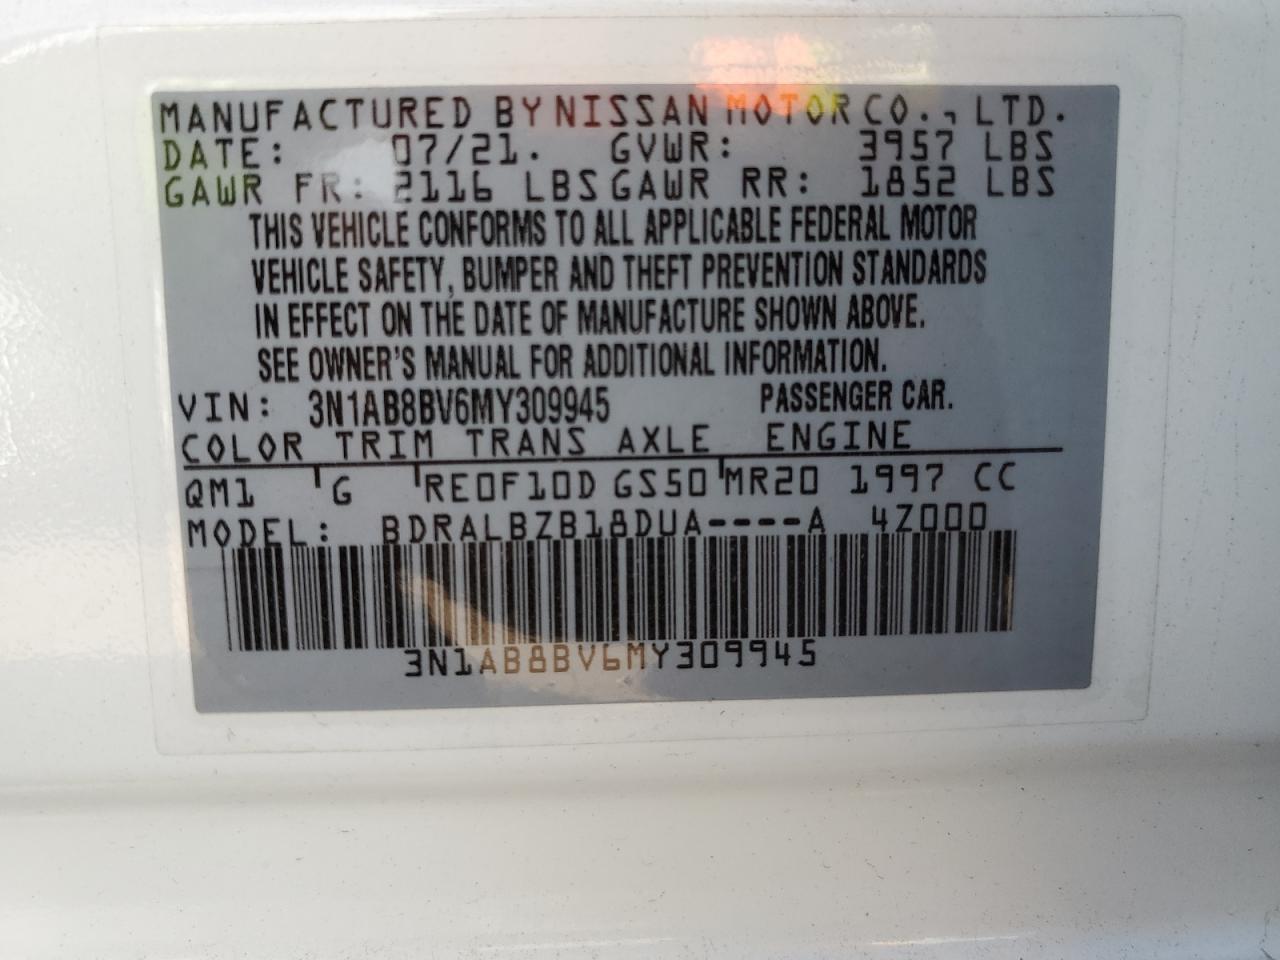 MANUFACTURED BY NISSAN MOTOR CO., LTD.
DATE: 07/21. GVWR: 3957 LBS
GAWR FR: 2116 LBS GAWR RR: 1852 LBS
THIS VEHICLE CONFORMS TO ALL APPLICABLE FEDERAL MOTOR
VEHICLE SAFETY, BUMPER AND THEFT PREVENTION STANDARDS
IN EFFECT ON THE DATE OF MANUFACTURE SHOWN ABOVE.
SEE OWNER'S MANUAL FOR ADDITIONAL INFORMATION.
VIN: 3N1AB8BV6MY309945 PASSENGER CAR.
COLOR TRIM TRANS AXLE ENGINE
QM1 G RE0F10D GS50 MR20 1997 CC
MODEL: BDRALBZB18DUA----A 4Z000
3N1AB8BV6MY309945